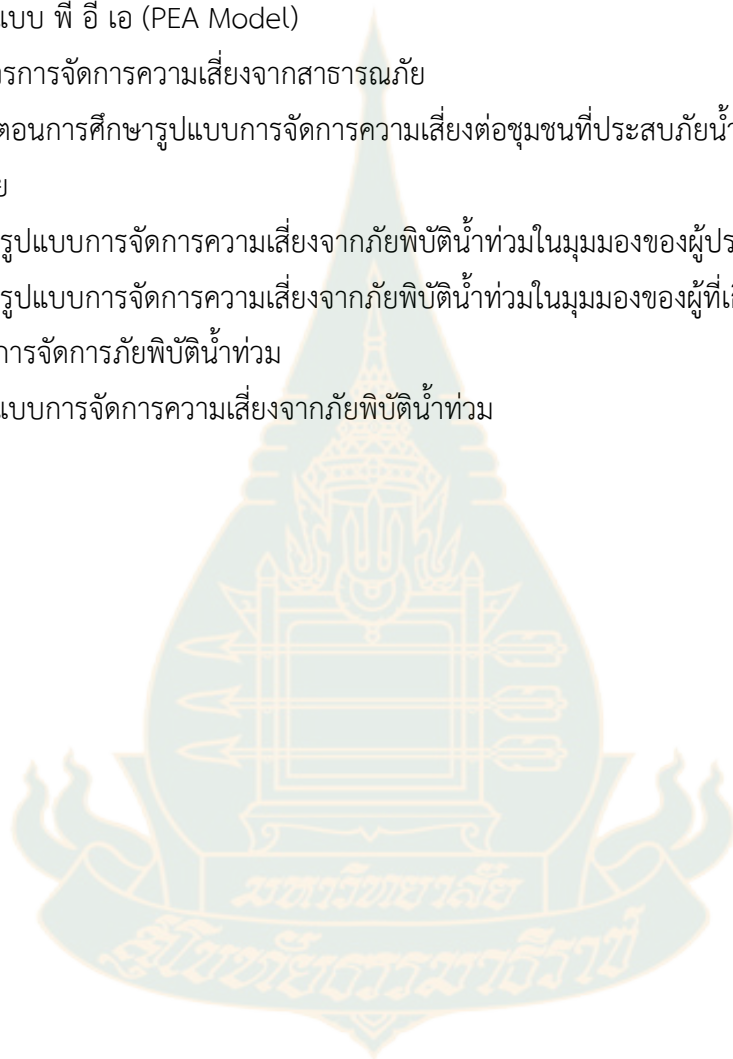 แบบ พี อี เอ (PEA Model)
การจัดการความเสี่ยงจากสาธารณภัย
ตอนการศึกษารูปแบบการจัดการความเสี่ยงต่อชุมชนที่ประสบภัยน้ำ
รูปแบบการจัดการความเสี่ยงจากภัยพิบัติน้ำท่วมในมุมมองของผู้ประ
รูปแบบการจัดการความเสี่ยงจากภัยพิบัติน้ำท่วมในมุมมองของผู้ที่เกี
การจัดการภัยพิบัติน้ำท่วม
แบบการจัดการความเสี่ยงจากภัยพิบัติน้ำท่วม
มหาวิทยาลัย
สุโขทัยธรรมาธิราช